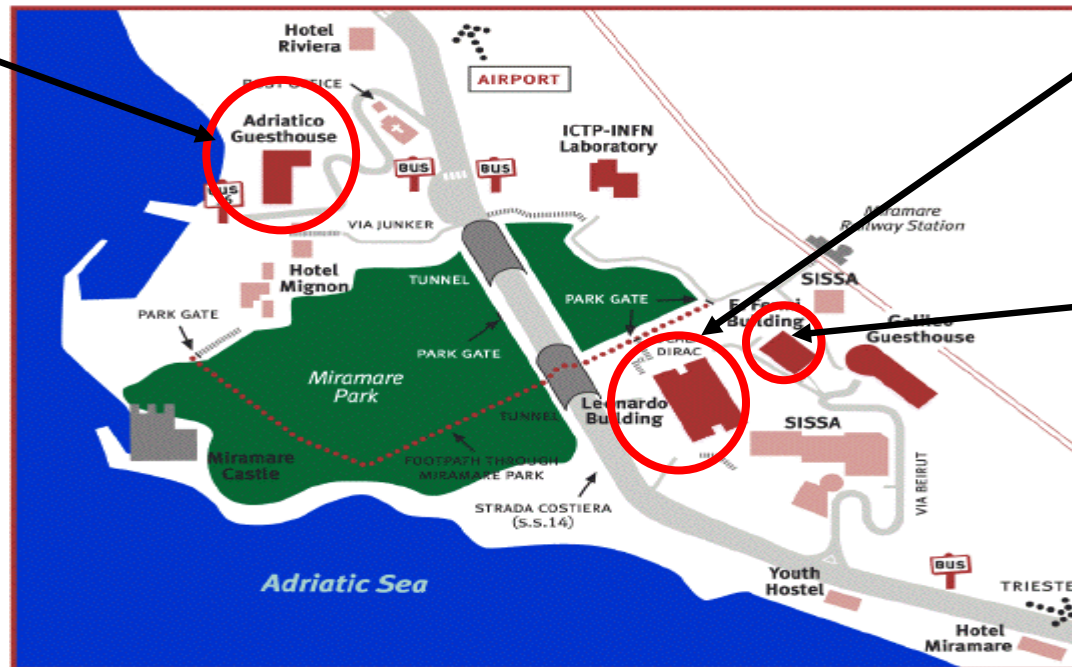 Hotel
Riviera
AIRPORT
POST OFFICE
Adriatico
Guesthouse
ICTP-INFN
Laboratory
BUS
BUS
BUS
6
VIA JUNKER
Miramare
Railway Station
SISSA
Hotel
Mignon
TUNNEL
PARK GATE
PARK GATE
E. Fermi
Building
Galileo
Guesthouse
PARK GATE
DIRAC
Miramare
Park
Leonardo
Building
TUNNEL
SISSA
Miramare
Castle
FOOTPATH THROUGH
MIRAMARE PARK
STRADA COSTIERA
(s.s.14)
VIA BEIRUT
Adriatic Sea
Youth
Hostel
BUS
TRIESTE
Hotel
Miramare